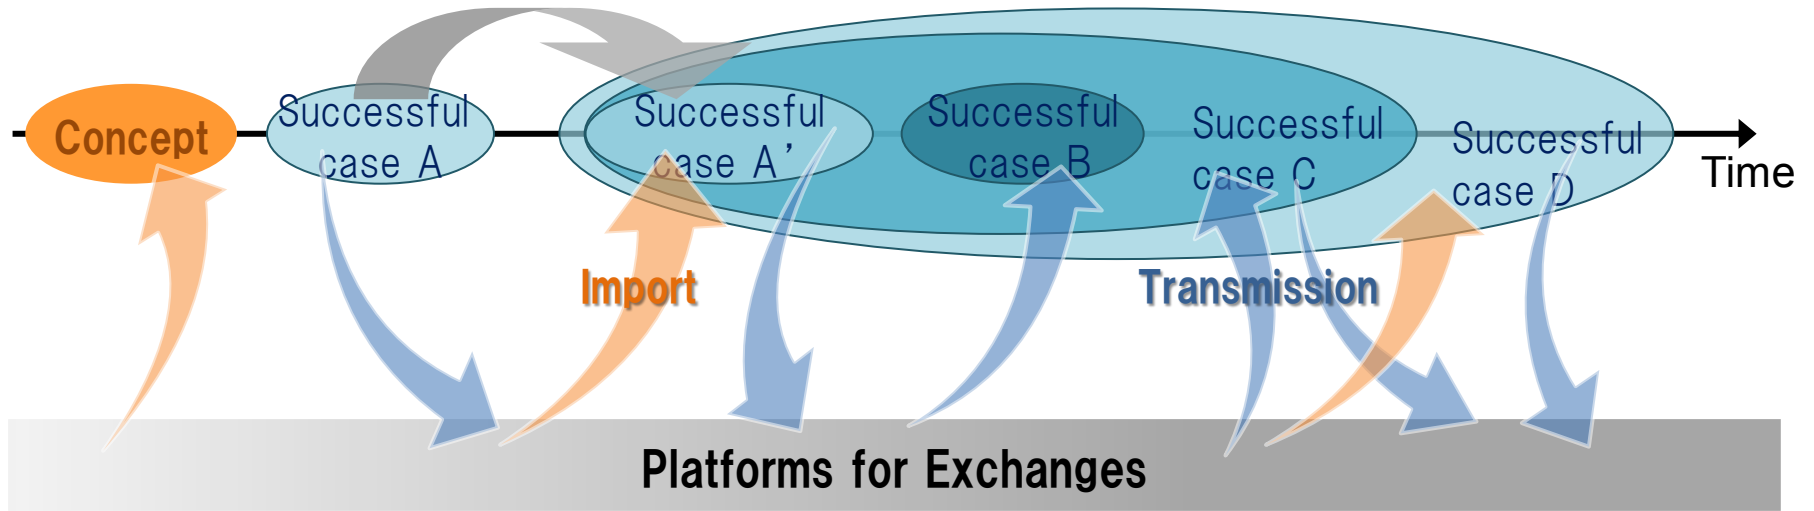 Concept
Successful
case A
Successful
case A’
Successful
case B
Successful
case C
Successful
case D
Time
Import
Transmission
Platforms for Exchanges